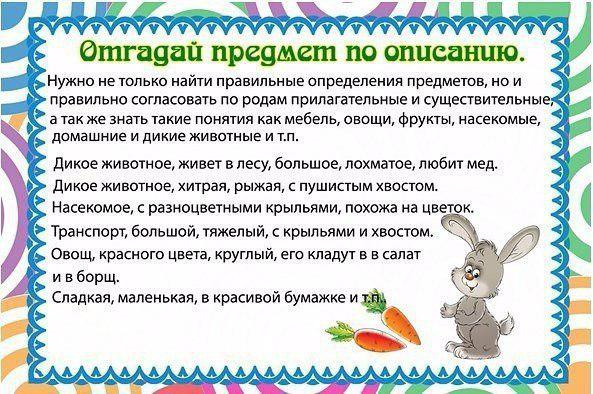 Отгадай предмет по описанию.
Нужно не только найти правильные определения предметов, но и
правильно согласовать по родам прилагательные и существительные,
а так же знать такие понятия как мебель, овощи, фрукты, насекомые,
домашние и дикие животные и т.п.
Дикое животное, живет в лесу, большое, лохматое, любит мед.
Дикое животное, хитрая, рыжая, с пушистым хвостом.
Насекомое, с разноцветными крыльями, похожа на цветок.
Транспорт, большой, тяжелый, с крыльями и хвостом.
Овощ, красного цвета, круглый, его кладут в в салат
и в борщ.
Сладкая, маленькая, в красивой бумажке и т.п..